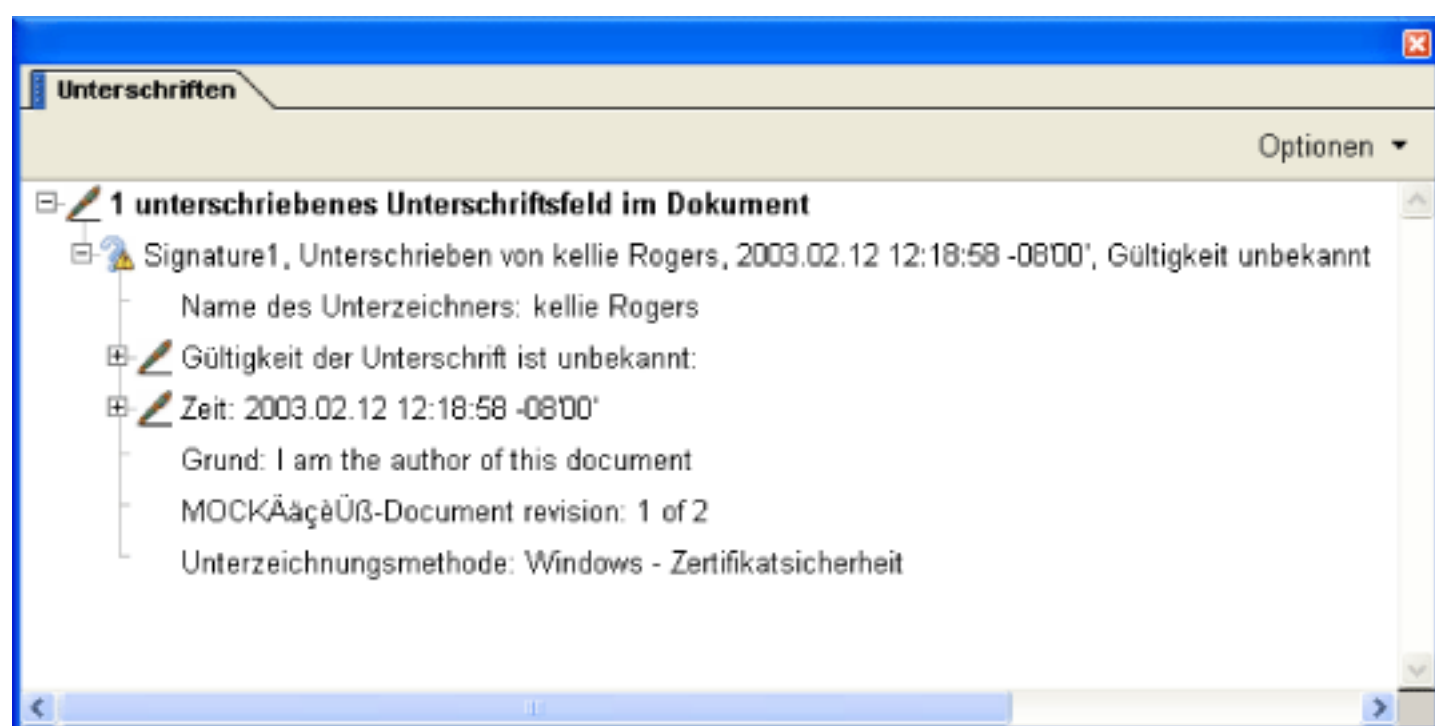 Unterschriften
Optionen
1 unterschriebenes Unterschriftsfeld im Dokument
Signature1, Unterschrieben von kellie Rogers, 2003.02.12 12:18:58 -08'00', Gültigkeit unbekannt
Name des Unterzeichners: kellie Rogers
Gültigkeit der Unterschrift ist unbekannt:
Zeit: 2003.02.12 12:18:58 -08'00'
Grund: I am the author of this document
MOCKÄäçèÜß-Document revision: 1 of 2
Unterzeichnungsmethode: Windows - Zertifikatsicherheit